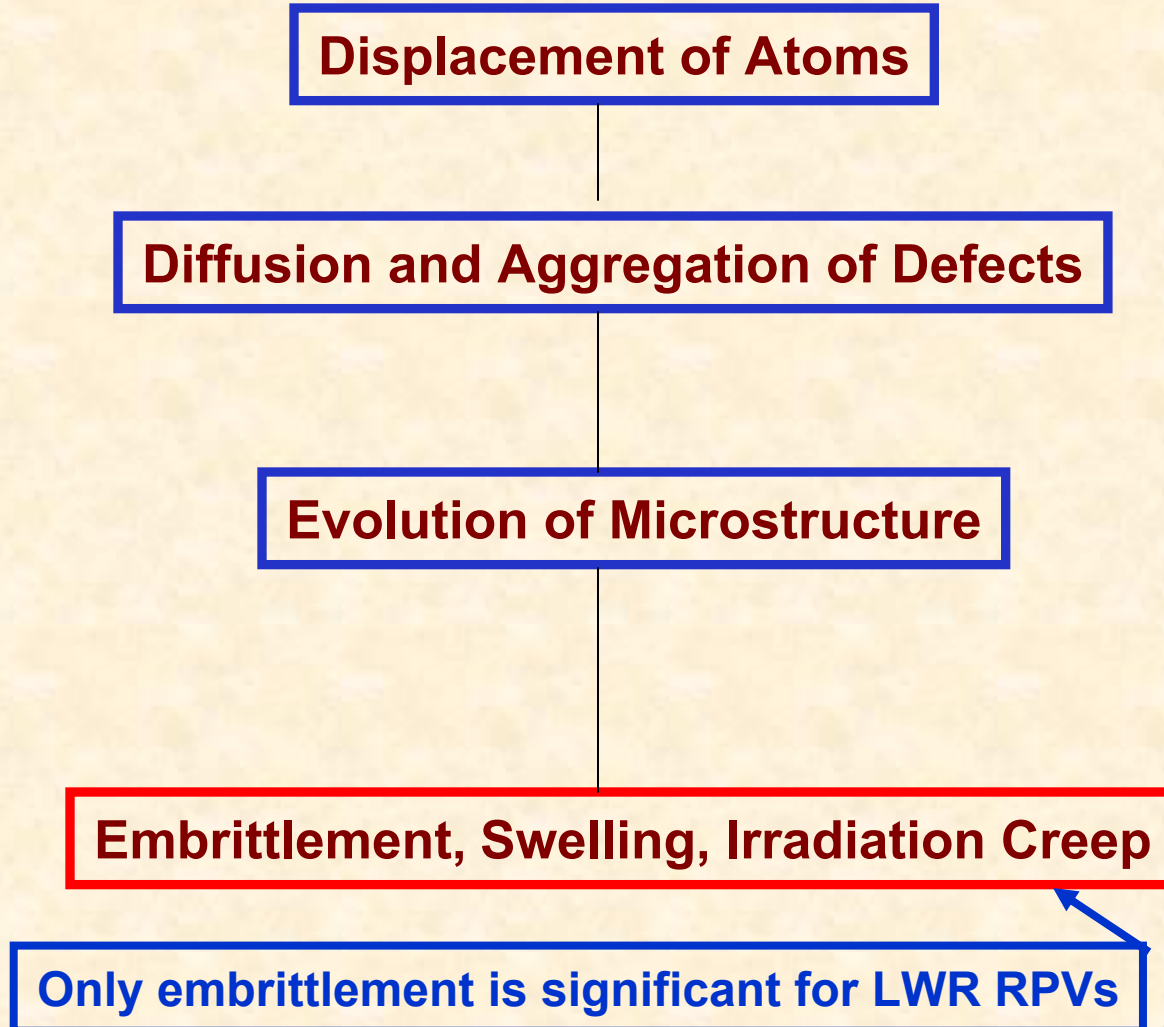 Displacement of Atoms
Diffusion and Aggregation of Defects
Evolution of Microstructure
Embrittlement, Swelling, Irradiation Creep
Only embrittlement is significant for LWR RPVs